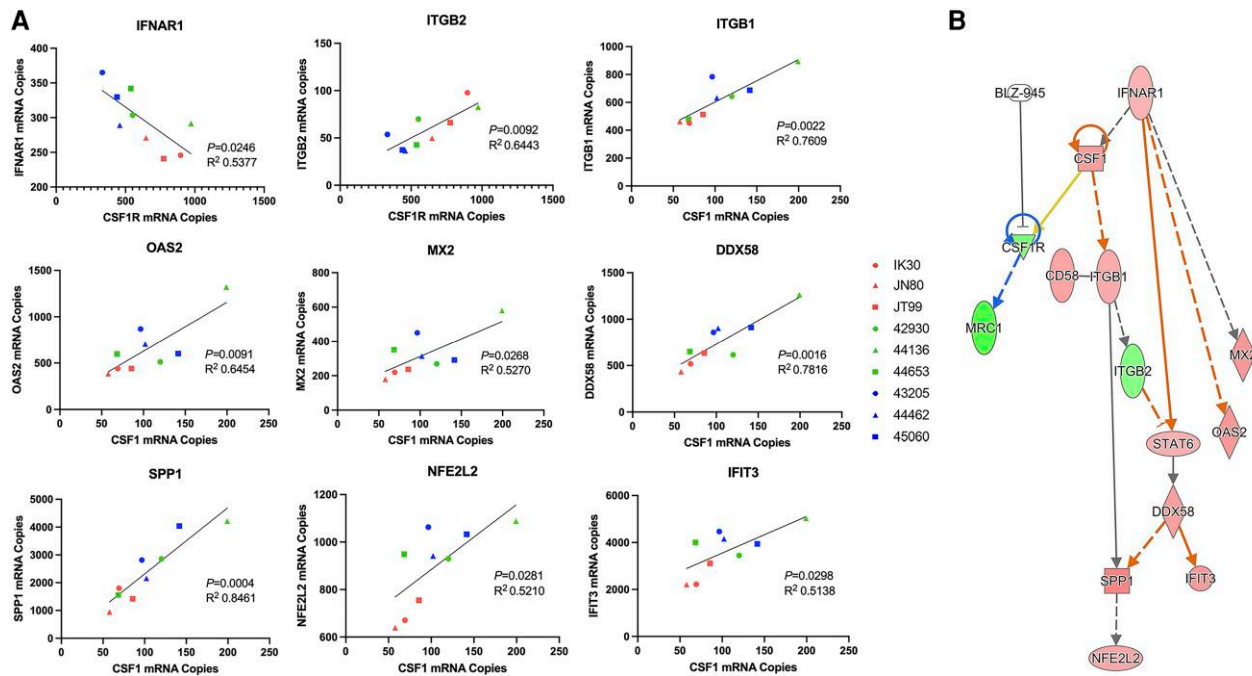 A
IFNAR1
IFNAR1 mRNA Copies
400
350
300
250
200
0
500
1000
1500
P=0.0246
R² 0.5377
CSF1R mRNA Copies
ITGB2
ITGB2 mRNA Copies
150
100
50
0
0
500
1000
1500
P=0.0092
R² 0.6443
CSF1R mRNA Copies
ITGB1
ITGB1 mRNA Copies
1000
800
600
400
200
0
0
50
100
150
200
250
P=0.0022
R² 0.7609
CSF1 mRNA Copies
OAS2
OAS2 mRNA Copies
1500
1000
500
0
0
50
100
150
200
250
P=0.0091
R² 0.6454
CSF1 mRNA Copies
MX2
MX2 mRNA Copies
800
600
400
200
0
0
50
100
150
200
250
P=0.0268
R² 0.5270
CSF1 mRNA Copies
DDX58
DDX58 mRNA Copies
1500
1000
500
0
0
50
100
150
200
250
P=0.0016
R² 0.7816
CSF1 mRNA Copies
SPP1
SPP1 mRNA Copies
5000
4000
3000
2000
1000
0
0
50
100
150
200
250
P=0.0004
R² 0.8461
CSF1 mRNA Copies
NFE2L2
NFE2L2 mRNA Copies
1200
1000
800
600
0
50
100
150
200
250
P=0.0281
R² 0.5210
CSF1 mRNA Copies
IFIT3
IFIT3 mRNA Copies
6000
4000
2000
0
0
50
100
150
200
250
P=0.0298
R² 0.5138
CSF1 mRNA Copies
IK30
JN80
JT99
42930
44136
44653
43205
44462
45060
B
BLZ-945
IFNAR1
CSF1
CSF1R
CD58
ITGB1
MRC1
ITGB2
MX2
OAS2
STAT6
DDX58
SPP1
IFIT3
NFE2L2